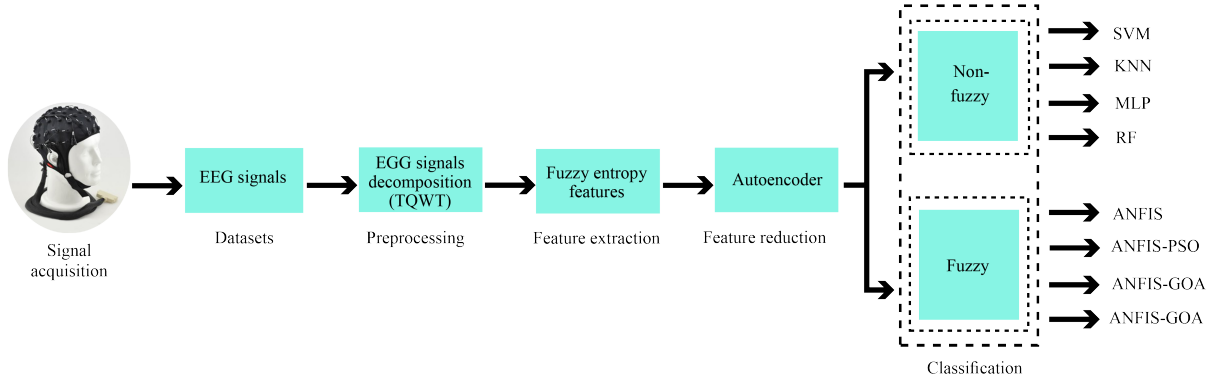 Signal
acquisition
EEG signals
Datasets
EGG signals
decomposition
(TQWT)
Preprocessing
Fuzzy entropy
features
Feature extraction
Autoencoder
Feature reduction
Non-
fuzzy
SVM
KNN
MLP
RF
Fuzzy
ANFIS
ANFIS-PSO
ANFIS-GOA
ANFIS-GOA
Classification